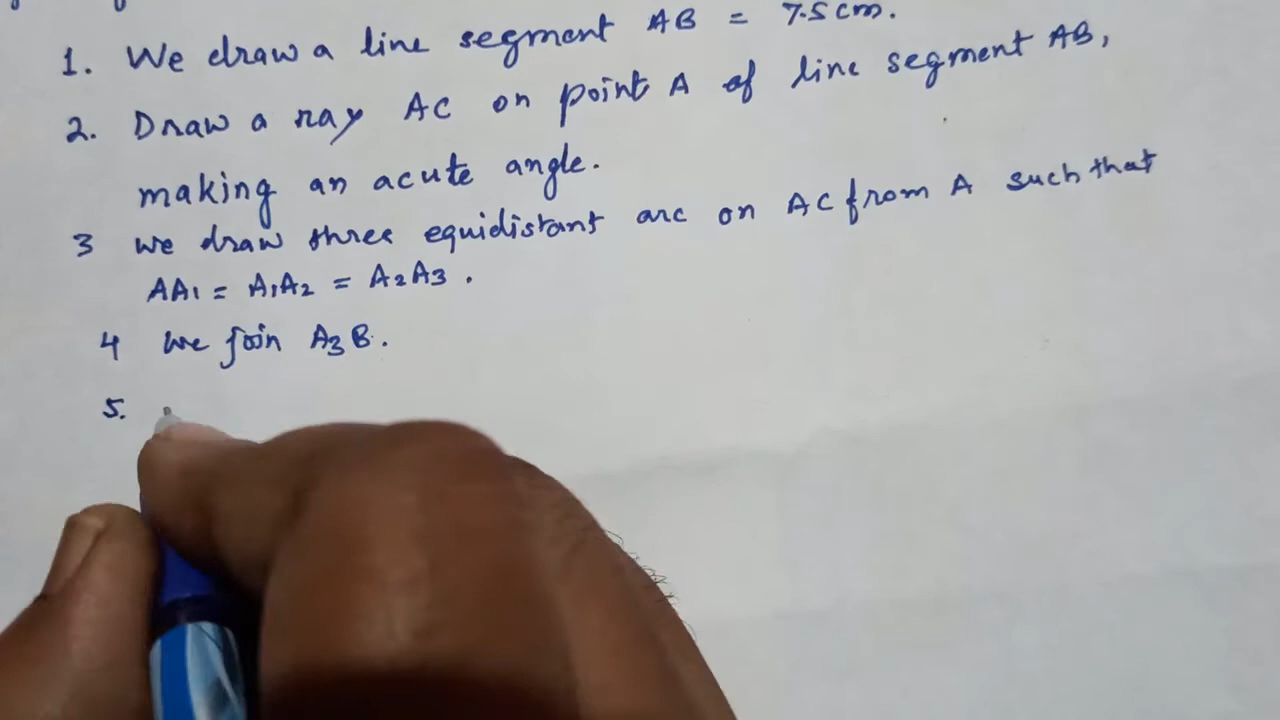 1. We draw a line segment AB = 7.5cm.
2. Draw a ray AC on point A of line segment AB,
making an acute angle.
3 we draw three equidistant arc on AC from A such that
AA1 = A1A2 = A2A3.
4 we join A3B.
5.